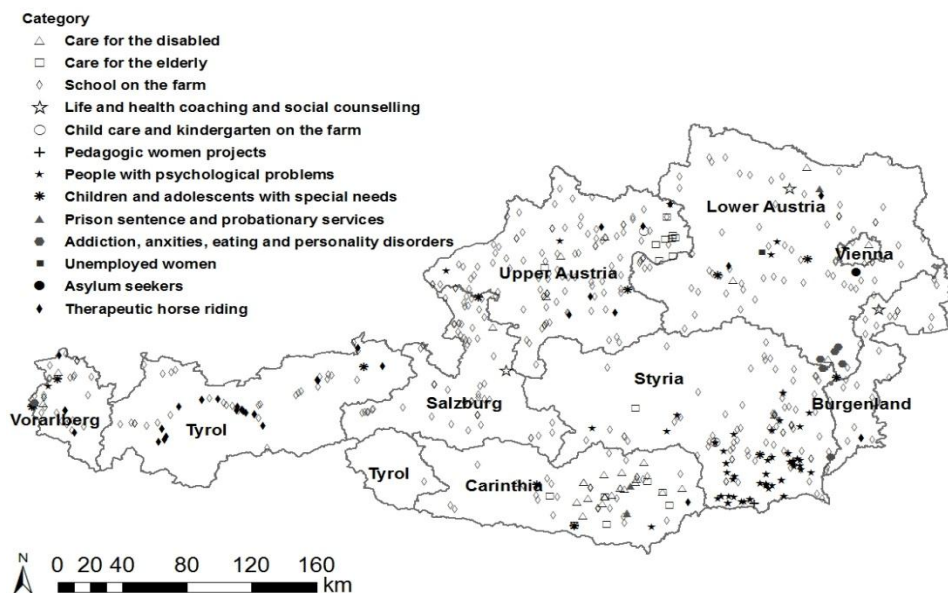 Category
Care for the disabled
Care for the elderly
School on the farm
Life and health coaching and social counselling
Child care and kindergarten on the farm
Pedagogic women projects
People with psychological problems
Children and adolescents with special needs
Prison sentence and probationary services
Addiction, anxities, eating and personality disorders
Unemployed women
Asylum seekers
Therapeutic horse riding
Lower Austria
Vienna
Upper Austria
Styria
Salzburg
Burgenland
Vorarlberg
Tyrol
Tyrol
Carinthia
N
0 20 40 80 120 160
km